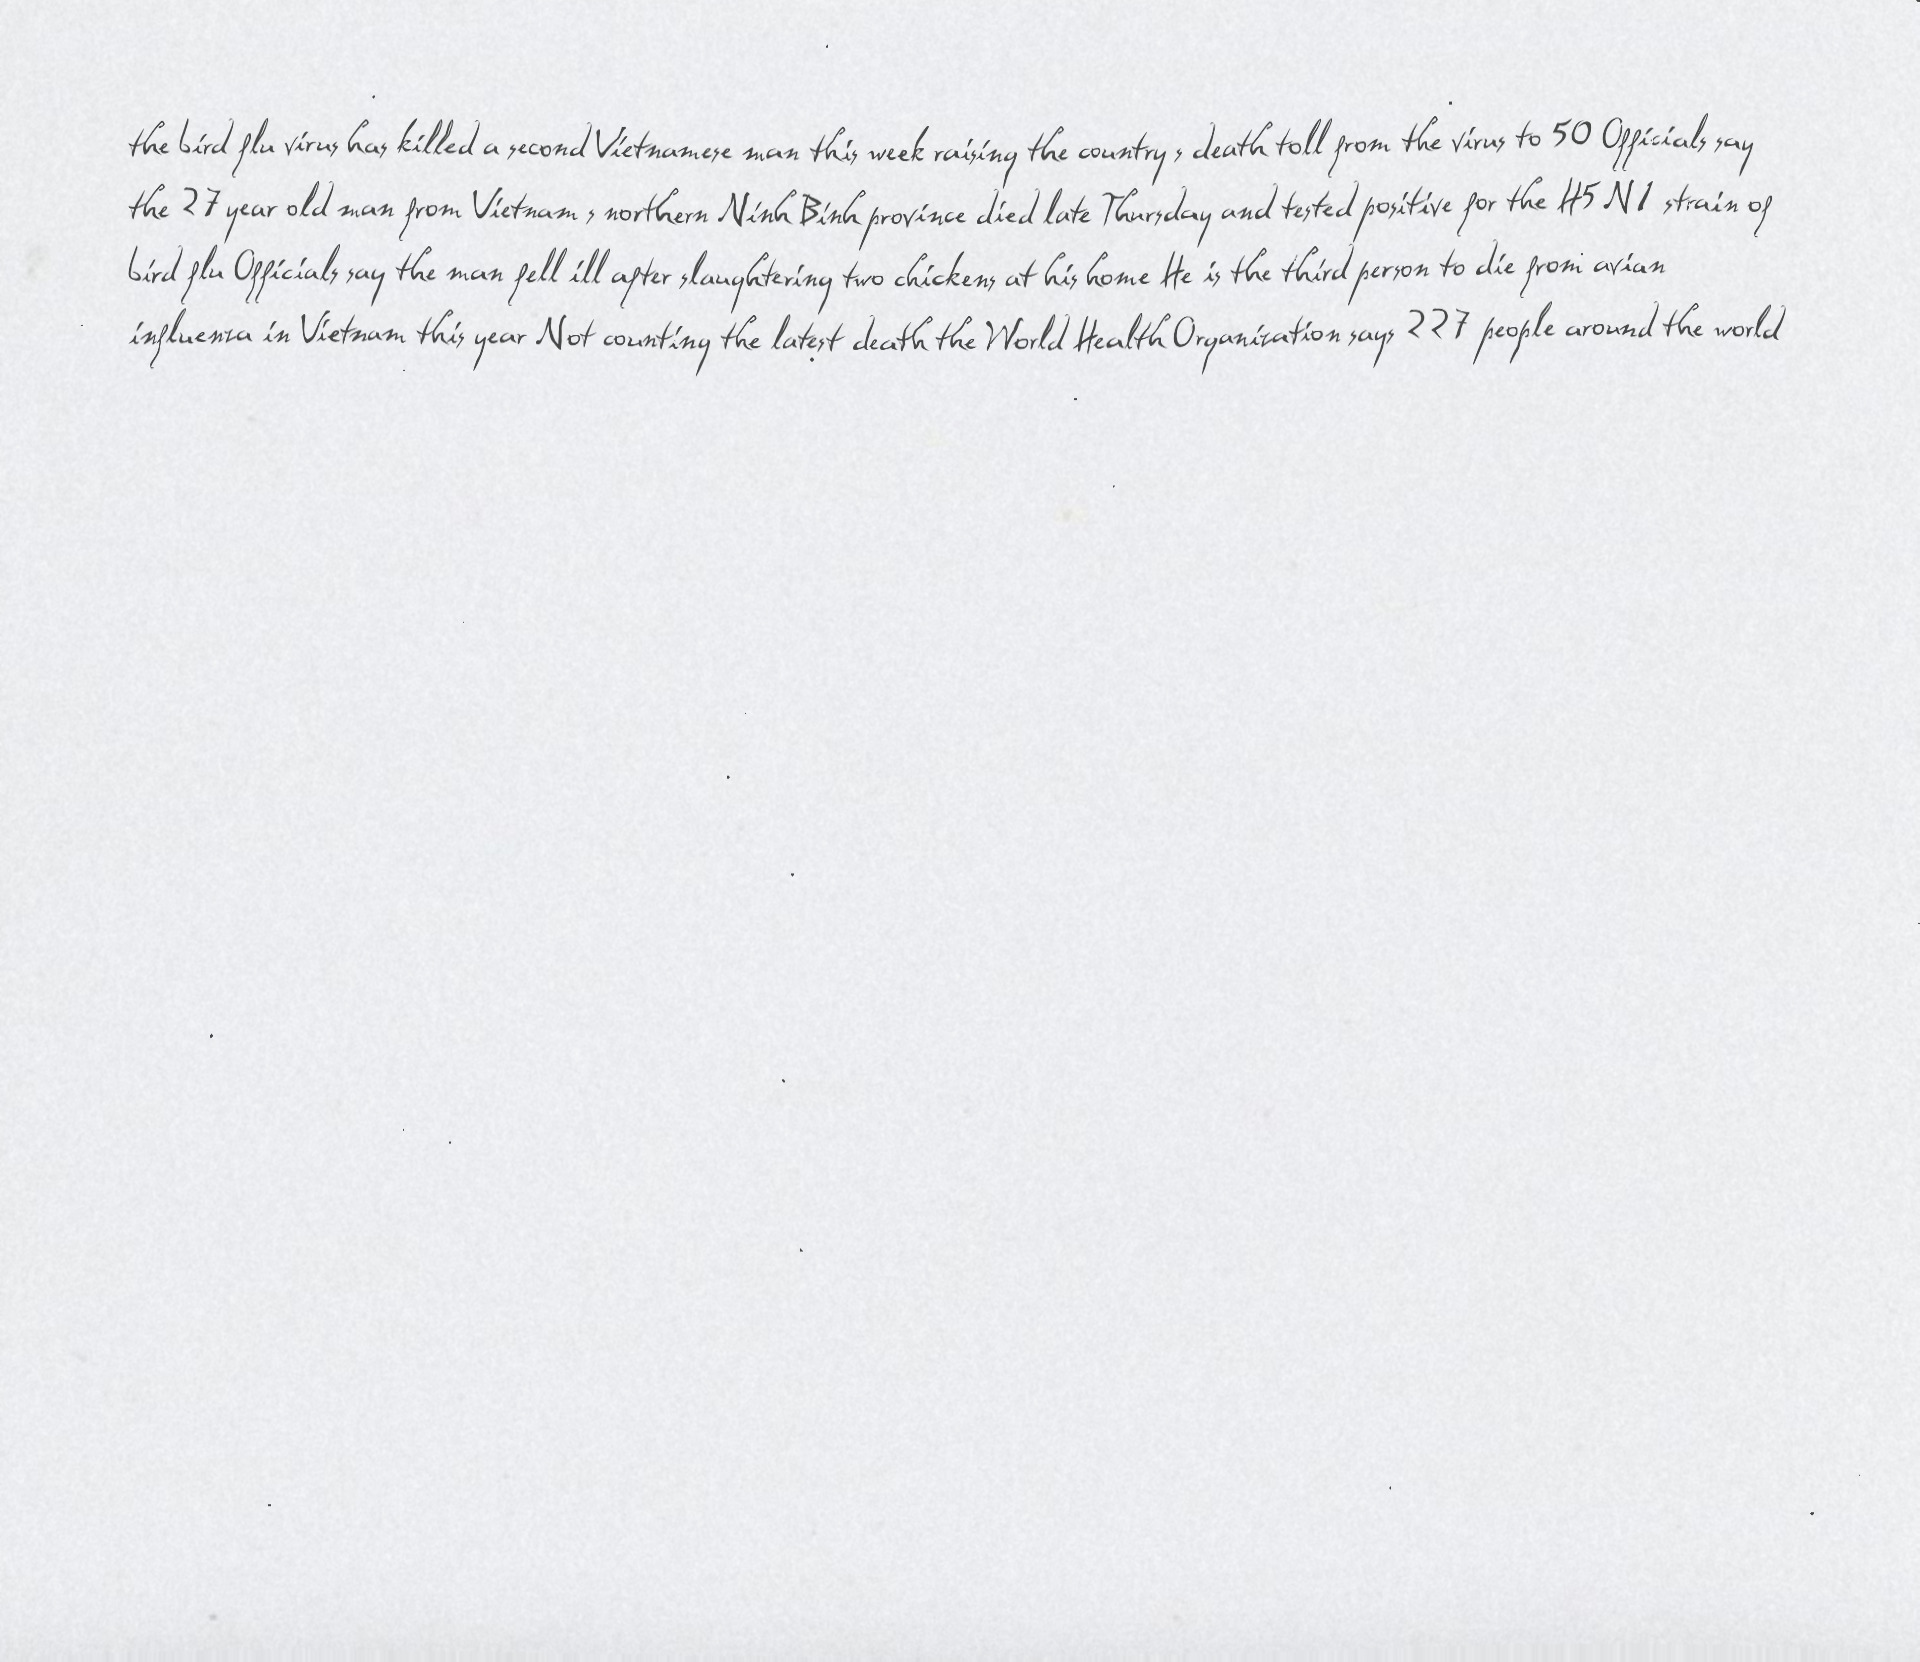 the bird flu virus has killed a second Vietnamese man this week raising the country s death toll from the virus to 50 Officials say
the 27 year old man from Vietnam s northern Ninh Binh province died late Thursday and tested positive for the H5 N1 strain of
bird flu Officials say the man fell ill after slaughtering two chickens at his home He is the third person to die from avian
influenza in Vietnam this year Not counting the latest death the World Health Organization says 227 people around the world